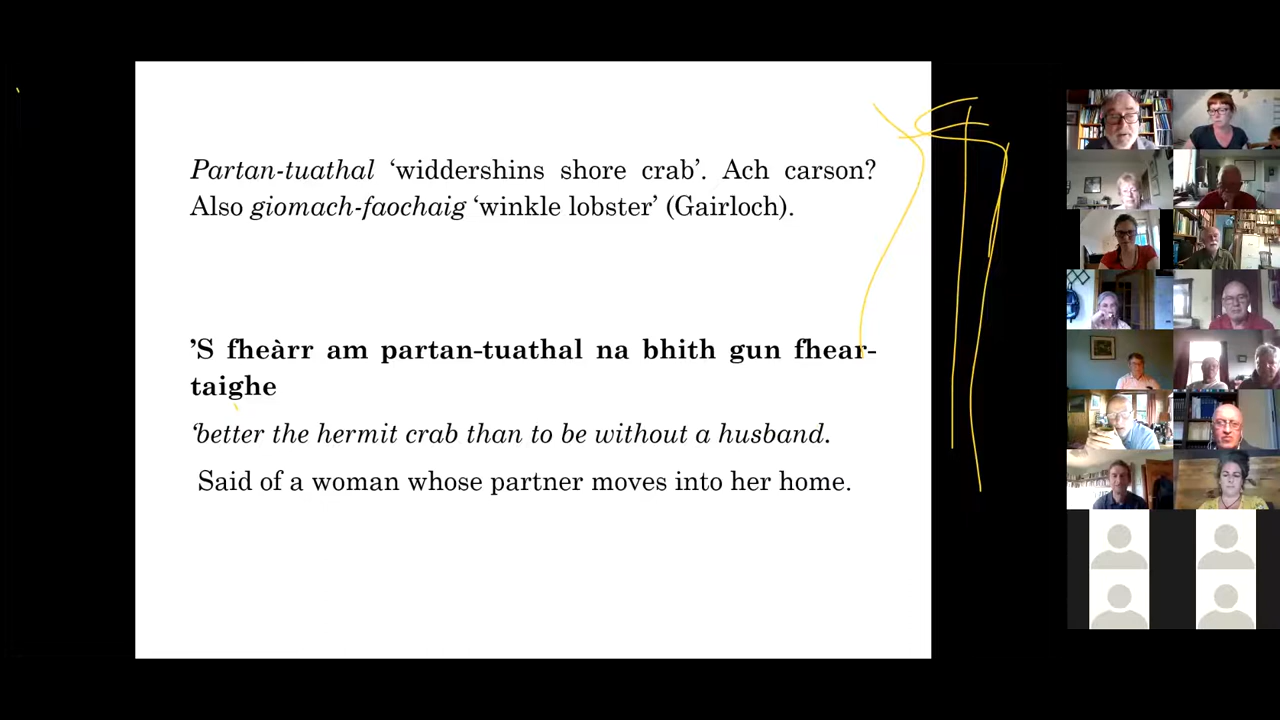 Partan-tuathal ‘widdershins shore crab’. Ach carson?
Also giomach-faochaig ‘winkle lobster’ (Gairloch).
’S fheàrr am partan-tuathal na bhith gun fhear-
taighe
‘better the hermit crab than to be without a husband.
Said of a woman whose partner moves into her home.